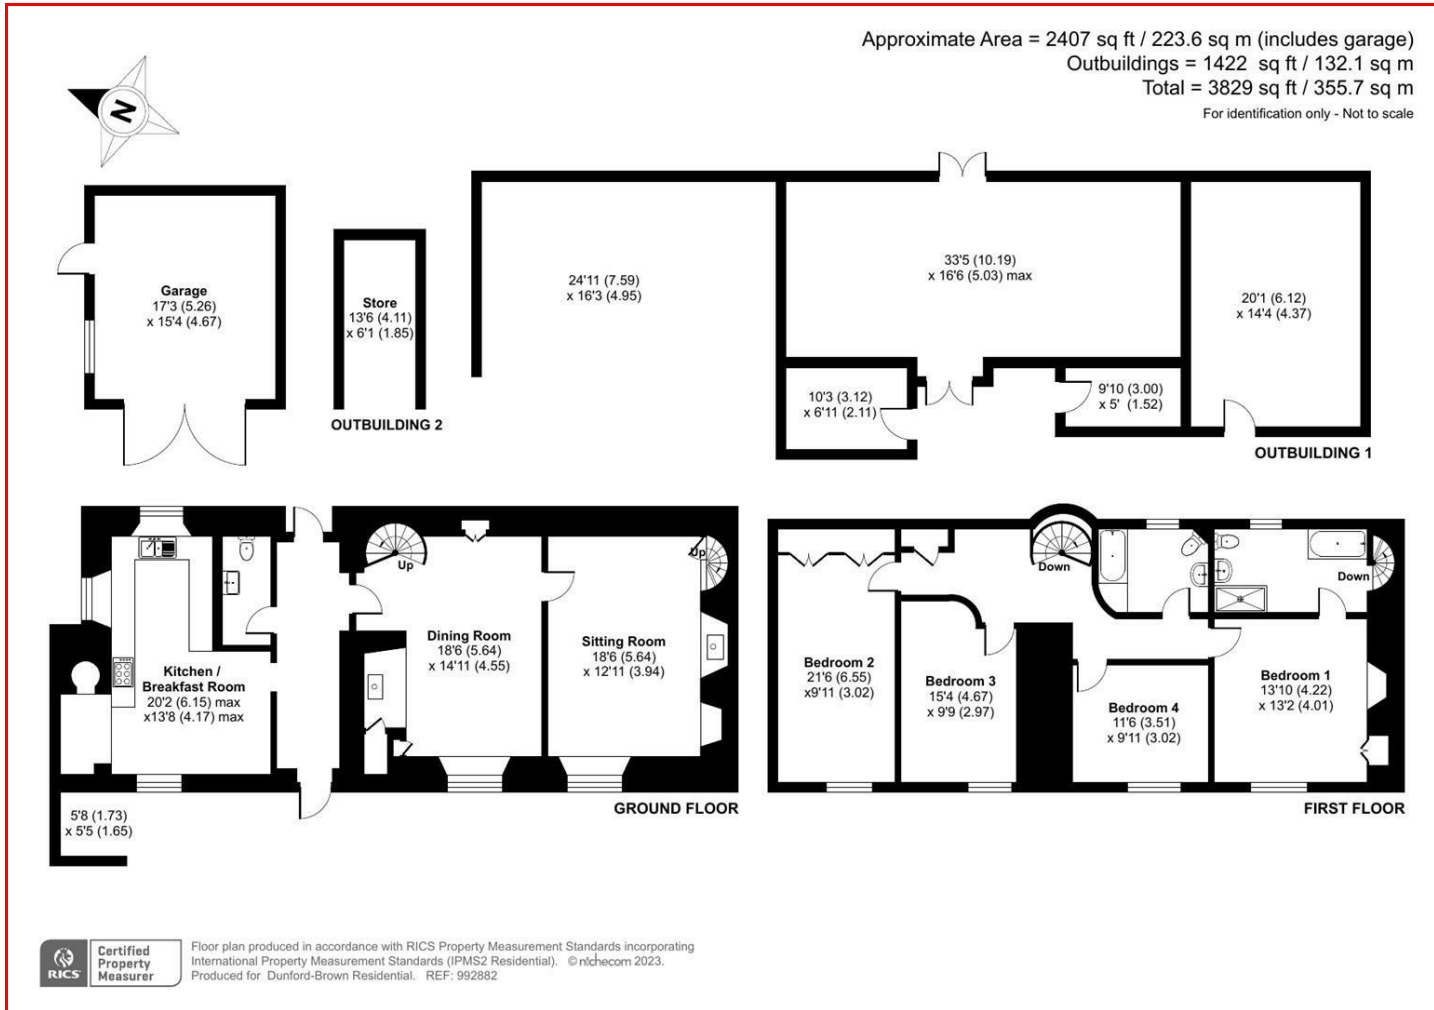 Approximate Area = 2407 sq ft / 223.6 sq m (includes garage)
Outbuildings = 1422 sq ft / 132.1 sq m
Total = 3829 sq ft / 355.7 sq m
For identification only - Not to scale
N
Garage
17'3 (5.26)
x 15'4 (4.67)
Store
13'6 (4.11)
x 6'1 (1.85)
OUTBUILDING 2
24'11 (7.59)
x 16'3 (4.95)
33'5 (10.19)
x 16'6 (5.03) max
20'1 (6.12)
x 14'4 (4.37)
10'3 (3.12)
x 6'11 (2.11)
9'10 (3.00)
x 5' (1.52)
OUTBUILDING 1
Up
Up
Kitchen /
Breakfast Room
20'2 (6.15) max
x13'8 (4.17) max
Dining Room
18'6 (5.64)
x 14'11 (4.55)
Sitting Room
18'6 (5.64)
x 12'11 (3.94)
5'8 (1.73)
x 5'5 (1.65)
GROUND FLOOR
Down
Down
Bedroom 2
21'6 (6.55)
x9'11 (3.02)
Bedroom 3
15'4 (4.67)
x 9'9 (2.97)
Bedroom 4
11'6 (3.51)
x 9'11 (3.02)
Bedroom 1
13'10 (4.22)
x 13'2 (4.01)
FIRST FLOOR
RICS
Certified
Property
Measurer
Floor plan produced in accordance with RICS Property Measurement Standards incorporating
International Property Measurement Standards (IPMS2 Residential). © nichecom 2023.
Produced for Dunford-Brown Residential. REF: 992882